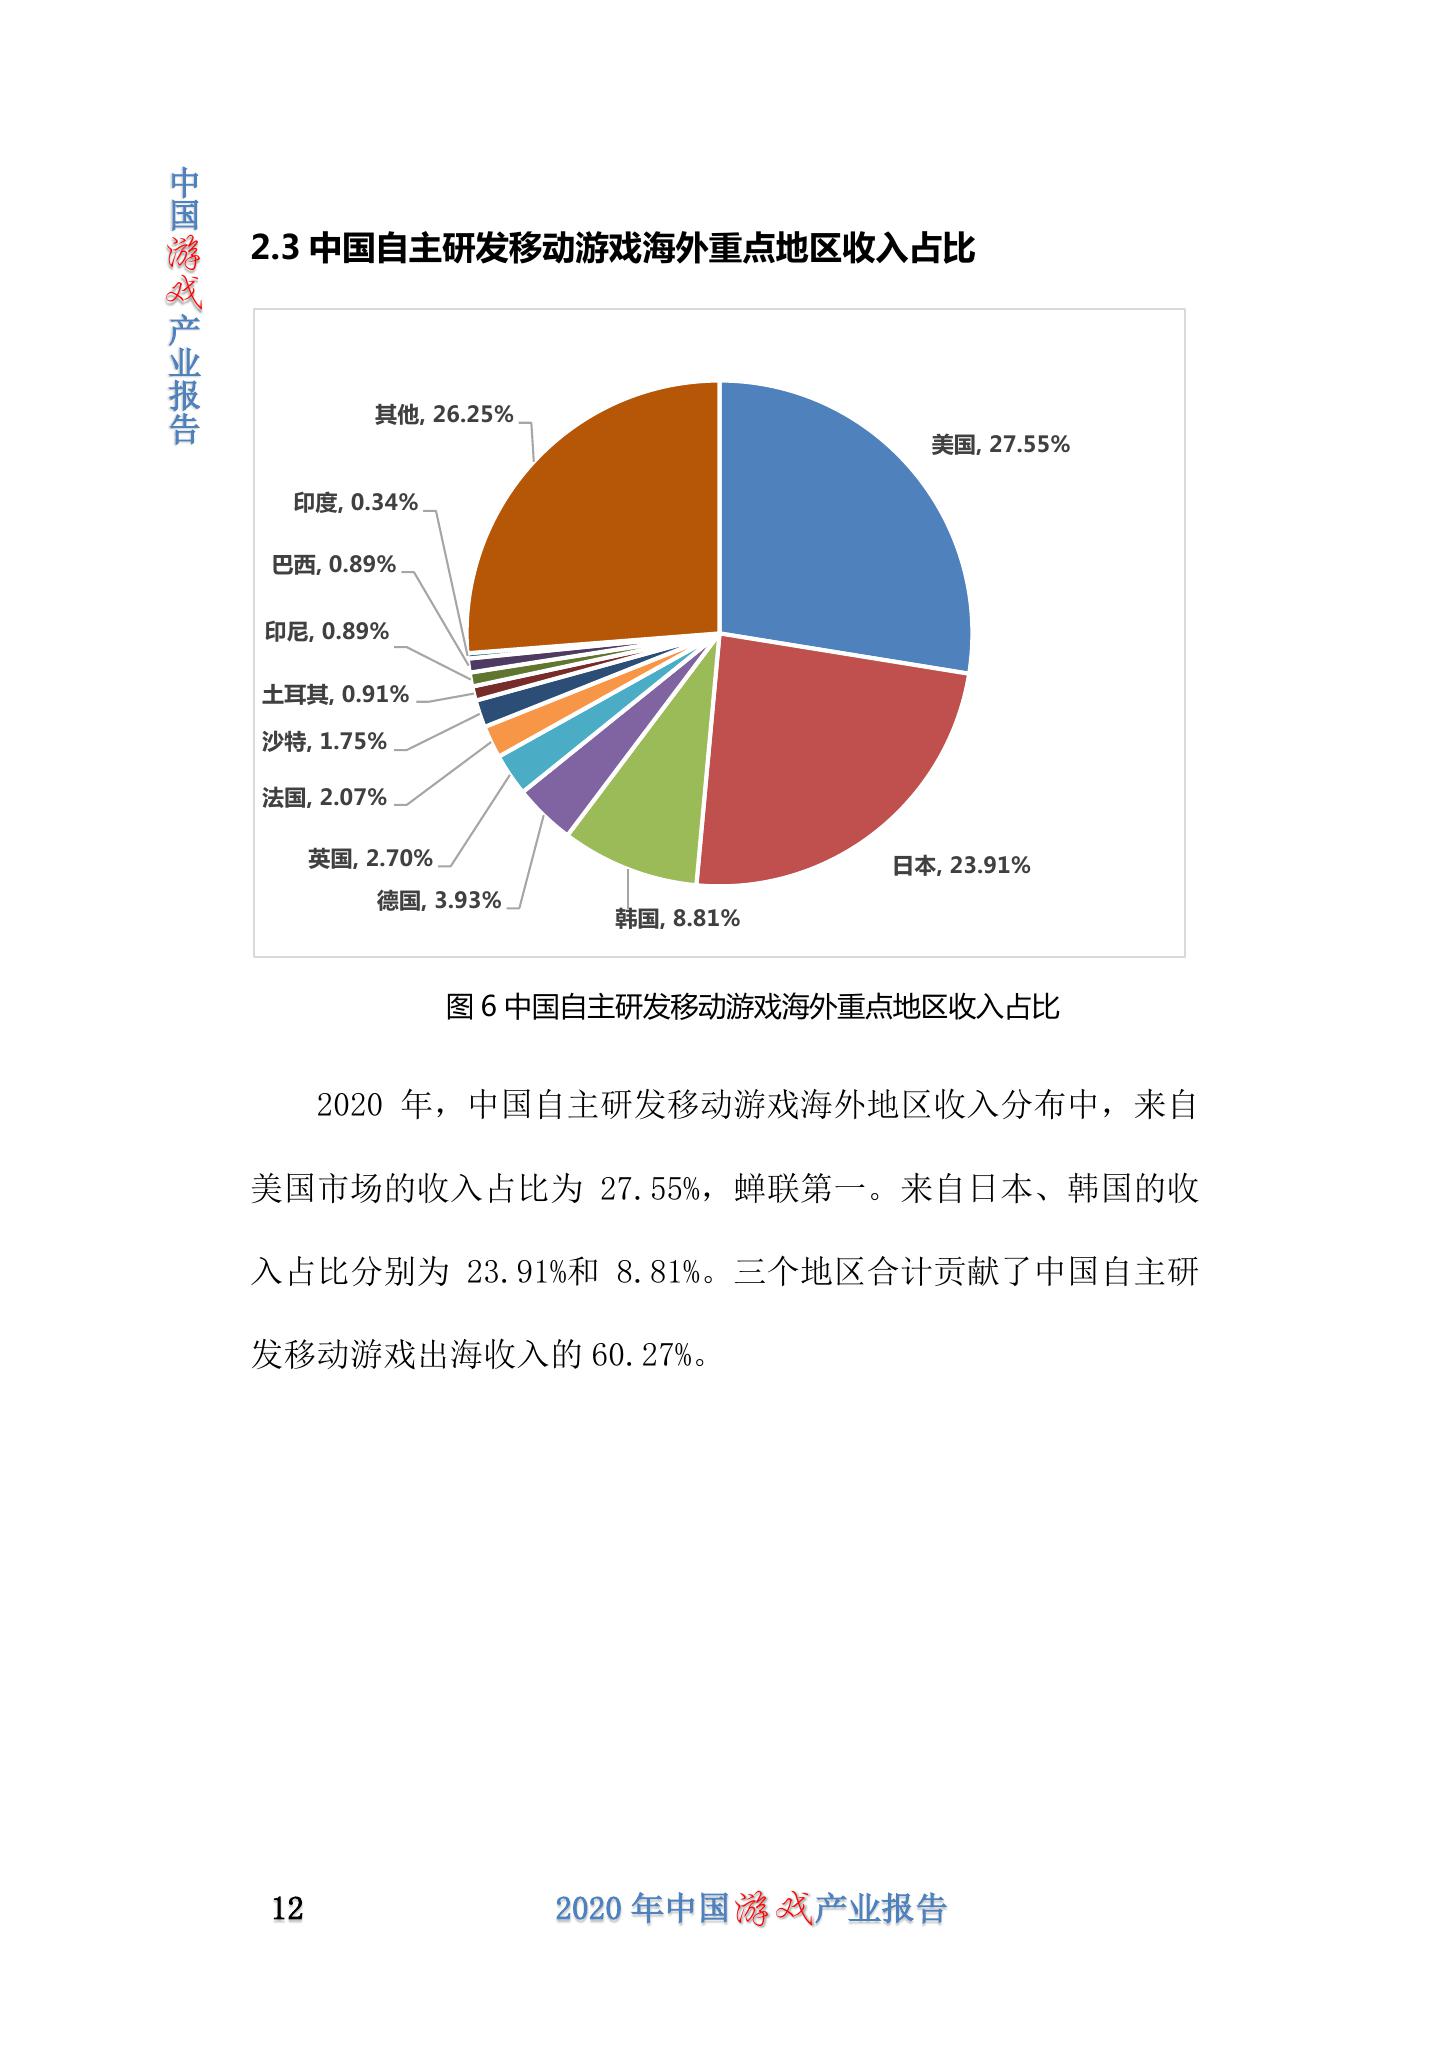 中国游戏产业报告
2.3 中国自主研发移动游戏海外重点地区收入占比
其他, 26.25%
美国, 27.55%
印度, 0.34%
巴西, 0.89%
印尼, 0.89%
土耳其, 0.91%
沙特, 1.75%
法国, 2.07%
英国, 2.70%
日本, 23.91%
德国, 3.93%
韩国, 8.81%
图 6 中国自主研发移动游戏海外重点地区收入占比
2020 年，中国自主研发移动游戏海外地区收入分布中，来自
美国市场的收入占比为 27.55%，蝉联第一。来自日本、韩国的收
入占比分别为 23.91%和 8.81%。三个地区合计贡献了中国自主研
发移动游戏出海收入的 60.27%。
12
2020 年中国游戏产业报告